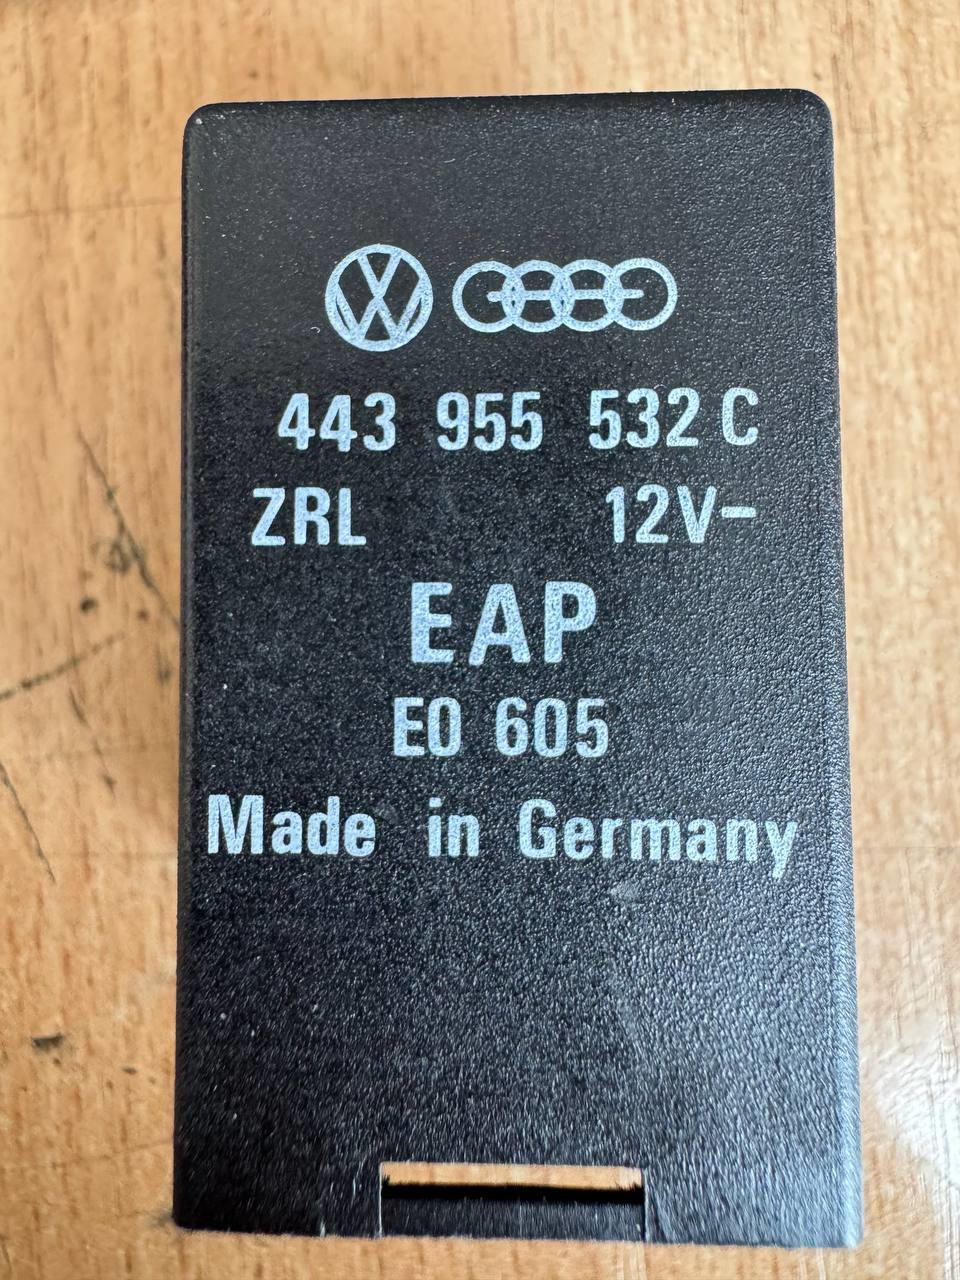 443 955 532 C
ZRL 12V-
EAP
E0 605
Made in Germany